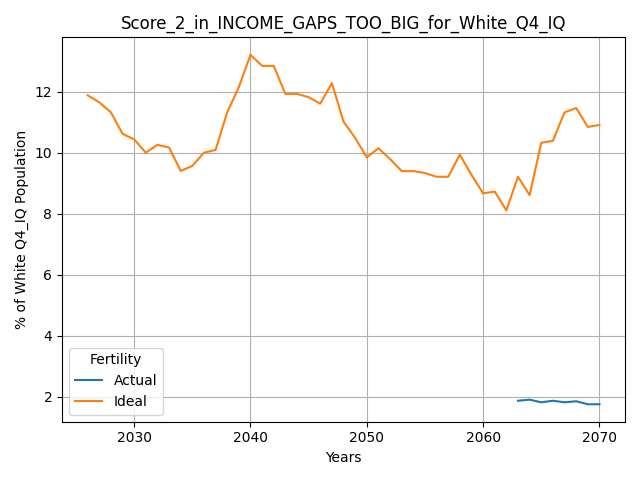 Score_2_in_INCOME_GAPS_TOO_BIG_for_White_Q4_IQ
% of White Q4_IQ Population
12
10
8
6
4
2
Fertility
Actual
Ideal
2030 2040 2050 2060 2070
Years